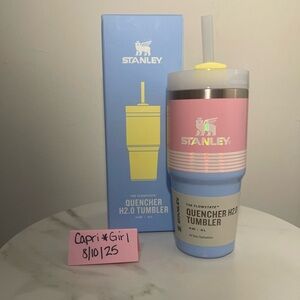 STANLEY
THE FLOWSTATE™
QUENCHER
H2.0 TUMBLER
STANLEY
THE FLOWSTATE™
QUENCHER H2.0
TUMBLER
Capri*Girl
8/10/25